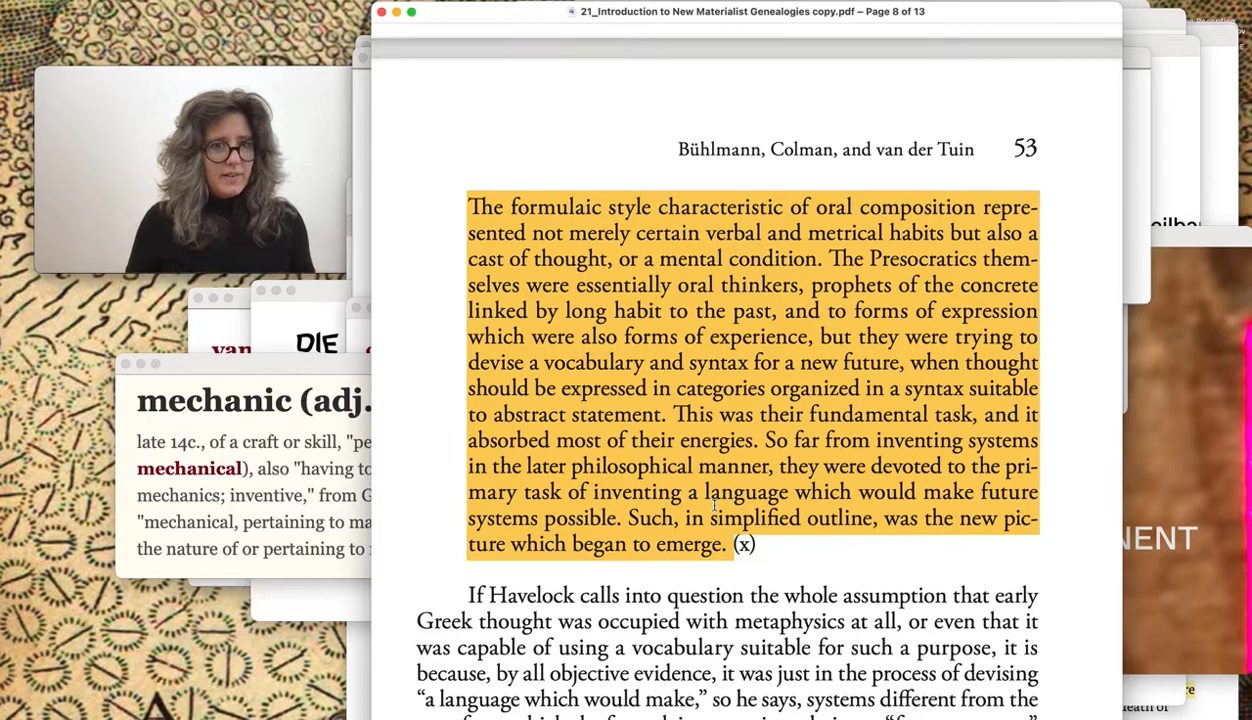 21_Introduction to New Materialist Genealogies copy.pdf – Page 8 of 13
Bühlmann, Colman, and van der Tuin 53
The formulaic style characteristic of oral composition repre-
sented not merely certain verbal and metrical habits but also a
cast of thought, or a mental condition. The Presocratics them-
selves were essentially oral thinkers, prophets of the concrete
linked by long habit to the past, and to forms of expression
which were also forms of experience, but they were trying to
devise a vocabulary and syntax for a new future, when thought
should be expressed in categories organized in a syntax suitable
to abstract statement. This was their fundamental task, and it
absorbed most of their energies. So far from inventing systems
in the later philosophical manner, they were devoted to the pri-
mary task of inventing a language which would make future
systems possible. Such, in simplified outline, was the new pic-
ture which began to emerge. (x)
If Havelock calls into question the whole assumption that early
Greek thought was occupied with metaphysics at all, or even that it
was capable of using a vocabulary suitable for such a purpose, it is
because, by all objective evidence, it was just in the process of devising
“a language which would make,” so he says, systems different from the
van
DIE
mechanic (adj.
late 14c., of a craft or skill, "pe
mechanical), also "having to
mechanics; inventive," from G
"mechanical, pertaining to ma
the nature of or pertaining to
NENT
death of